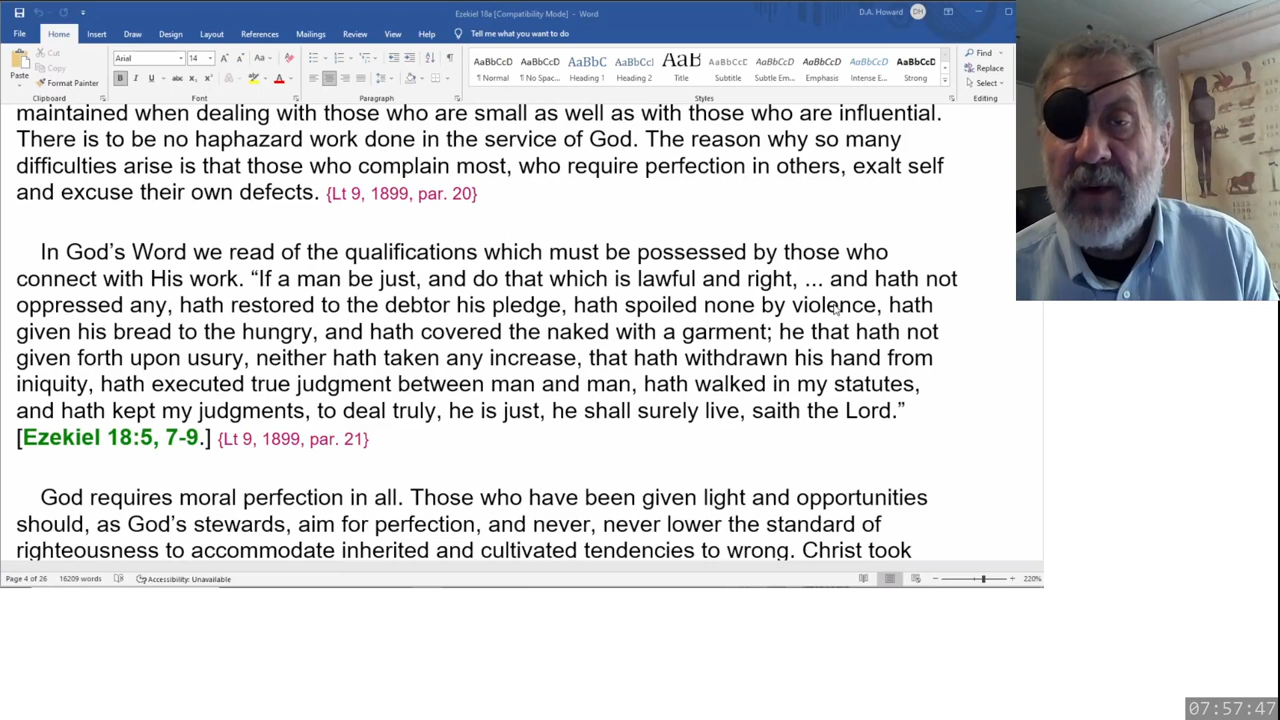 Ezekiel 18a [Compatibility Mode] - Word
D.A. Howard DH
File Home Insert Draw Design Layout References Mailings Review View Help Tell me what you want to do
Paste
Cut
Copy
Format Painter
Clipboard
Arial 14
Font
Paragraph
AaBbCcD AaBbCcD AaBbC AaBbCcI AaB AaBbCcD AaBbCcD AaBbCcD AaBbCcD AaBbCcD
¶ Normal ¶ No Spac... Heading 1 Heading 2 Title Subtitle Subtle Em... Emphasis Intense E... Strong
Styles
Find
Replace
Select
Editing
maintained when dealing with those who are small as well as with those who are influential.
There is to be no haphazard work done in the service of God. The reason why so many
difficulties arise is that those who complain most, who require perfection in others, exalt self
and excuse their own defects. {Lt 9, 1899, par. 20}
In God’s Word we read of the qualifications which must be possessed by those who
connect with His work. “If a man be just, and do that which is lawful and right, ... and hath not
oppressed any, hath restored to the debtor his pledge, hath spoiled none by violence, hath
given his bread to the hungry, and hath covered the naked with a garment; he that hath not
given forth upon usury, neither hath taken any increase, that hath withdrawn his hand from
iniquity, hath executed true judgment between man and man, hath walked in my statutes,
and hath kept my judgments, to deal truly, he is just, he shall surely live, saith the Lord.”
[Ezekiel 18:5, 7-9.] {Lt 9, 1899, par. 21}
God requires moral perfection in all. Those who have been given light and opportunities
should, as God’s stewards, aim for perfection, and never, never lower the standard of
righteousness to accommodate inherited and cultivated tendencies to wrong. Christ took
Page 4 of 26 16209 words Accessibility: Unavailable 220%
07:57:47